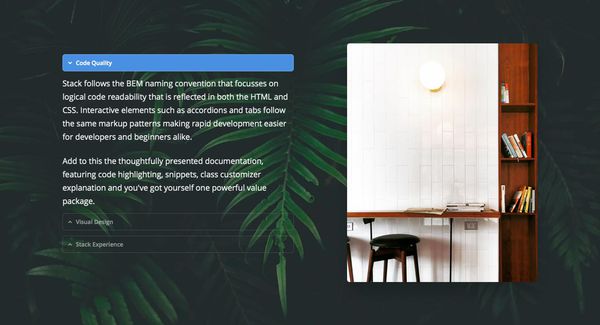 Code Quality
Stack follows the BEM naming convention that focusses on
logical code readability that is reflected in both the HTML and
CSS. Interactive elements such as accordions and tabs follow
the same markup patterns making rapid development easier
for developers and beginners alike.
Add to this the thoughtfully presented documentation,
featuring code highlighting, snippets, class customizer
explanation and you've got yourself one powerful value
package.
Visual Design
Stack Experience